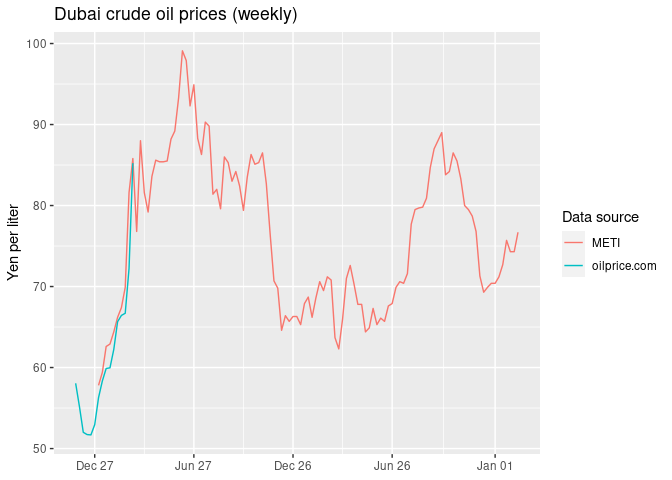 Dubai crude oil prices (weekly)
100
90
80
70
60
50
Yen per liter
Dec 27
Jun 27
Dec 26
Jun 26
Jan 01
Data source
METI
oilprice.com